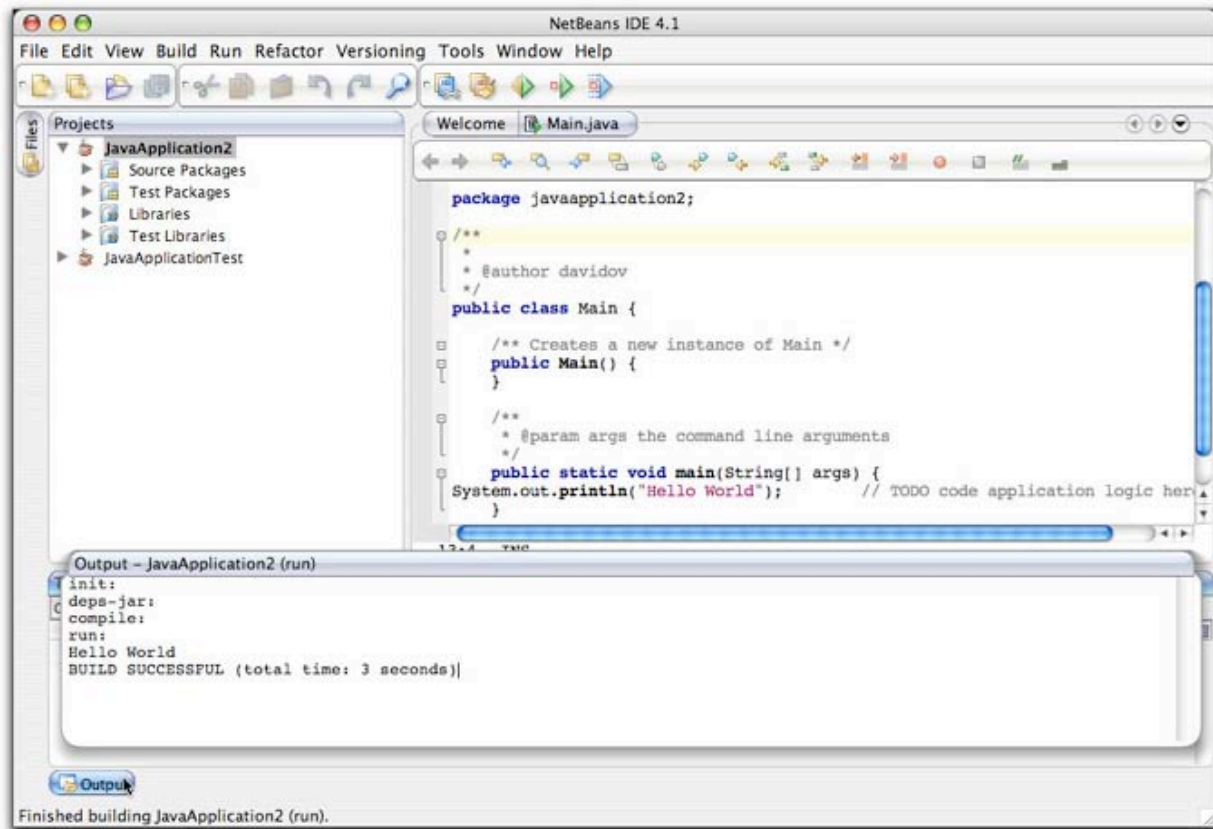 NetBeans IDE 4.1
File Edit View Build Run Refactor Versioning Tools Window Help
Files
Projects
JavaApplication2
Source Packages
Test Packages
Libraries
Test Libraries
JavaApplicationTest
Welcome Main.java
package javaapplication2;
/**
*
* @author davidov
*/
public class Main {
/** Creates a new instance of Main */
public Main() {
}
/**
* @param args the command line arguments
*/
public static void main(String[] args) {
System.out.println("Hello World"); // TODO code application logic her
}
13:4 INS
Output - JavaApplication2 (run)
init:
deps-jar:
compile:
run:
Hello World
BUILD SUCCESSFUL (total time: 3 seconds)
Output
Finished building JavaApplication2 (run).